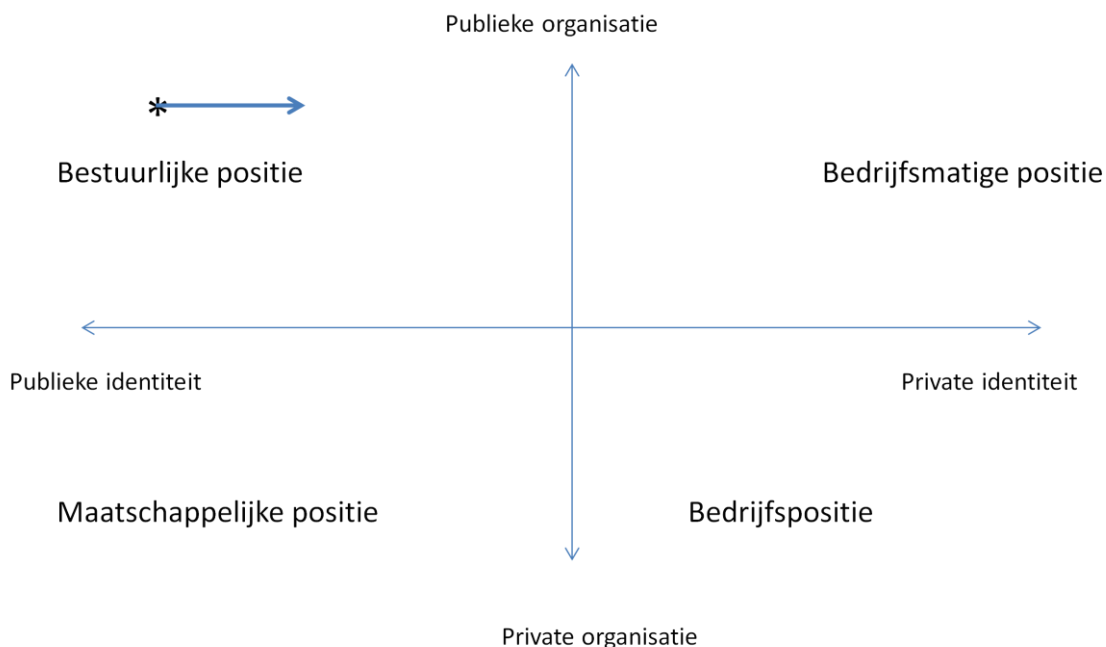 Publieke organisatie
*
Bestuurlijke positie
Bedrijfsmatige positie
Publieke identiteit
Private identiteit
Maatschappelijke positie
Bedrijfspositie
Private organisatie